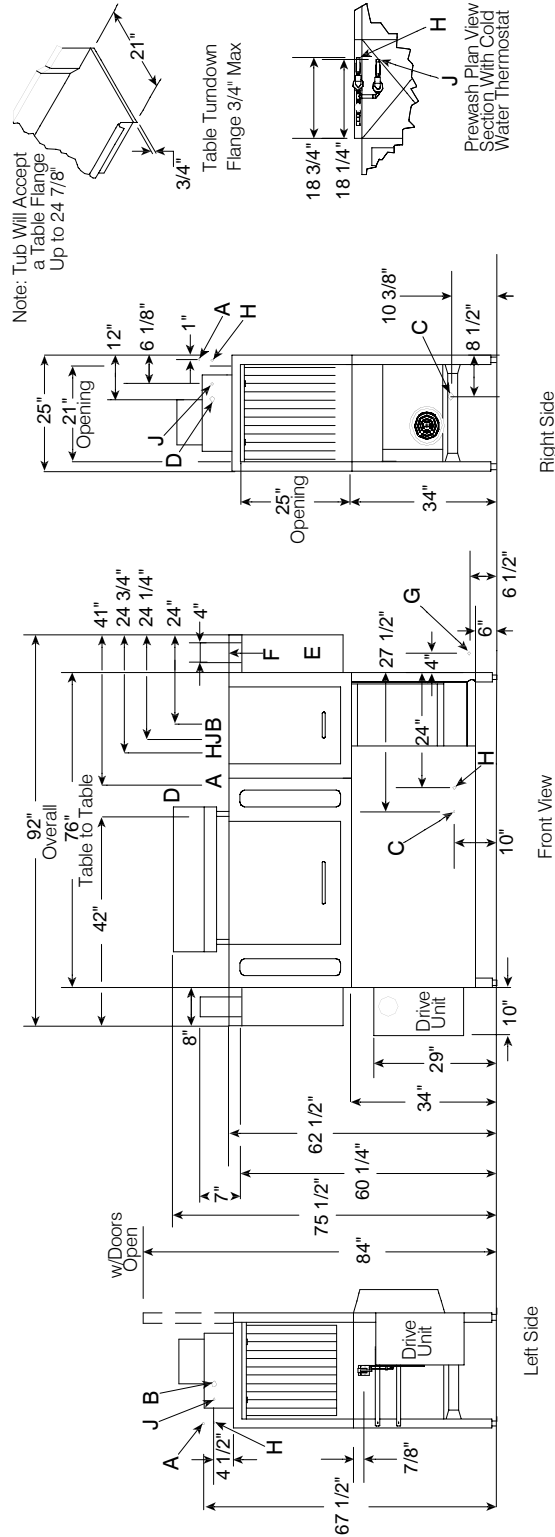 w/Doors
Open
A
J
B
H
4 1/2"
67 1/2"
7/8"
84"
Drive
Unit
Left Side
92"
Overall
76"
Table to Table
42"
8"
7"
75 1/2"
60 1/4"
62 1/2"
34"
29"
Drive
Unit
10"
41"
24 3/4"
24 1/4"
24"
4"
D
A
HJB
F
E
C
H
10"
24"
27 1/2"
4"
G
6"
6 1/2"
Front View
25"
21"
Opening
12"
6 1/8"
1"
J
D
A
H
25"
Opening
34"
C
10 3/8"
8 1/2"
Right Side
Note: Tub Will Accept
a Table Flange
Up to 24 7/8"
21"
3/4"
Table Turndown
Flange 3/4" Max
18 3/4"
18 1/4"
H
J
Prewash Plan View
Section With Cold
Water Thermostat